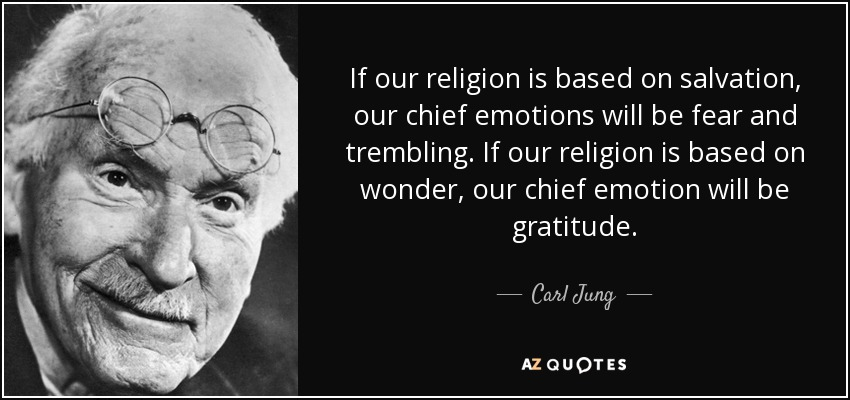 If our religion is based on salvation,
our chief emotions will be fear and
trembling. If our religion is based on
wonder, our chief emotion will be
gratitude.
Carl Jung
AZ QUOTES